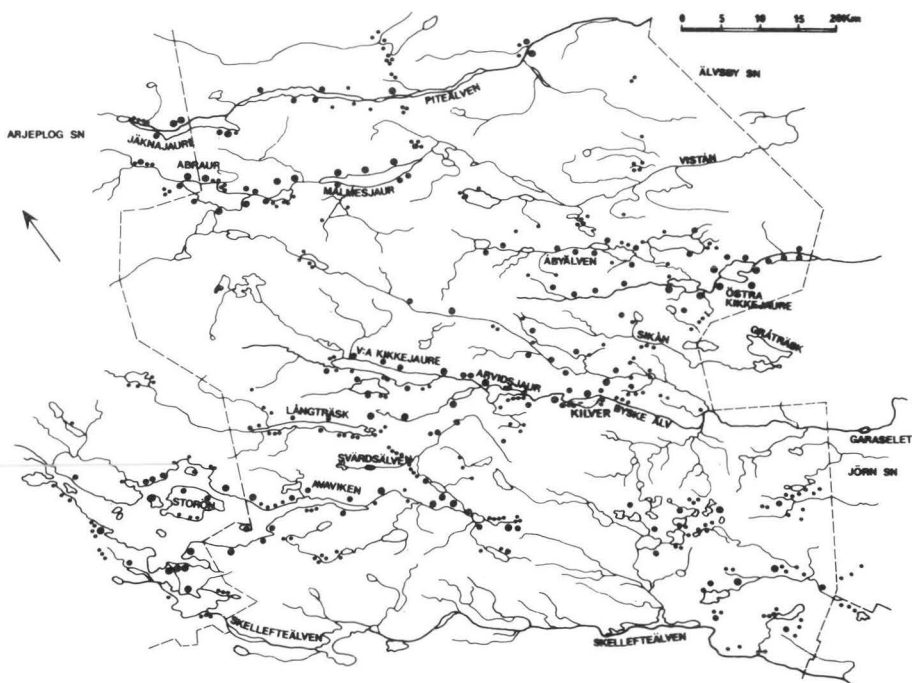 0 5 10 15 20Km
ÄLVSBY SN
PITEÄLVEN
ARJEPLOG SN
JÄKNAJAURE
ABRAUR
VISTÅN
MALMESJAUR
ÅBYÄLVEN
ÖSTRA
KIKKEJAURE
SIKÅN
GRÅTRÄSK
V:A KIKKEJAURE
ARVIDSJAUR
LÅNGTRÄSK
KILVER
BYSKE ÄLV
GARASELET
SVÄRDSÄLVEN
JÖRN SN
AVAVIKEN
STORÖN
SKELLEFTEÄLVEN
SKELLEFTEÄLVEN